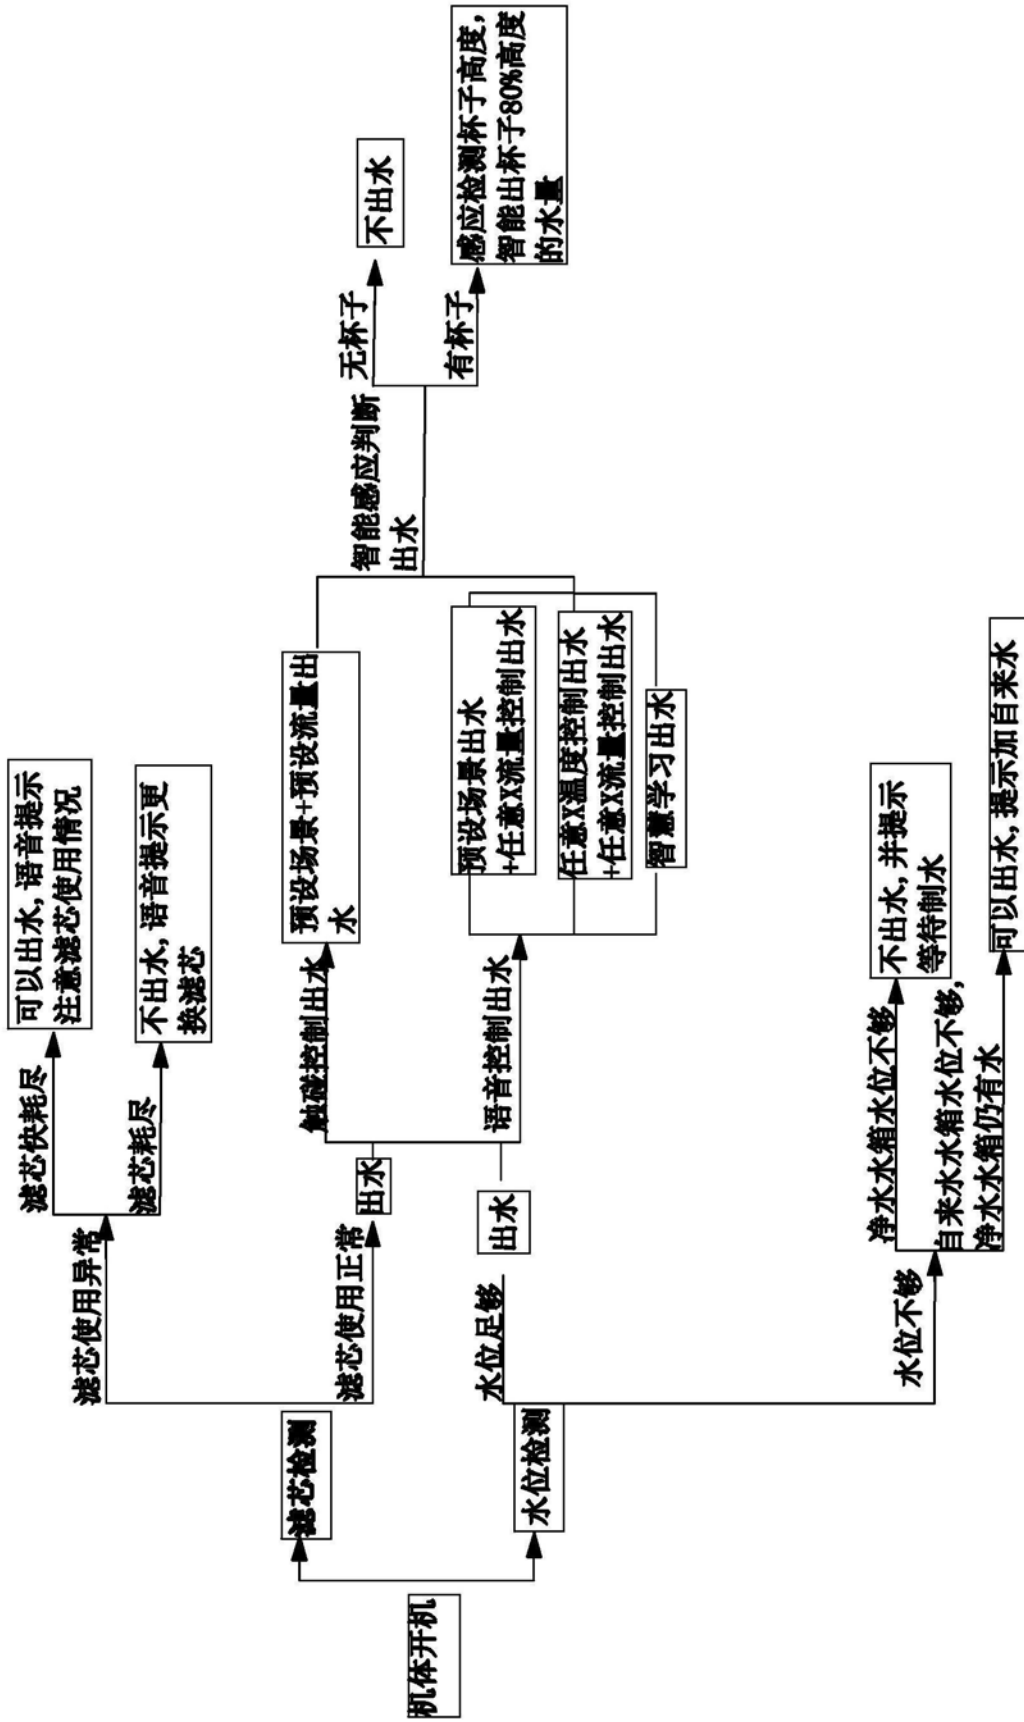 机体开机
滤芯检测
水位检测
滤芯使用异常
滤芯使用正常
水位足够
水位不够
滤芯快耗尽
可以出水,语音提示
注意滤芯使用情况
滤芯耗尽
不出水,语音提示更
换滤芯
出水
出水
触碰控制出水
预设场景+预设流量出
水
语音控制出水
预设场景出水
+任意X流量控制出水
任意X温度控制出水
+任意X流量控制出水
智慧学习出水
智能感应判断
出水
无杯子
不出水
有杯子
感应检测杯子高度,
智能出杯子80%高度
的水量
净水水箱水位不够
不出水,并提示
等待制水
自来水水箱水位不够,
净水水箱仍有水
可以出水,提示加自来水